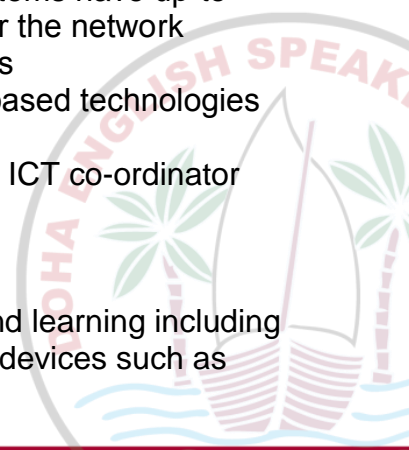 tems have up to
r the network
s
based technologies
ICT co-ordinator
nd learning including
devices such as
DOHA ENGLISH SPEAK